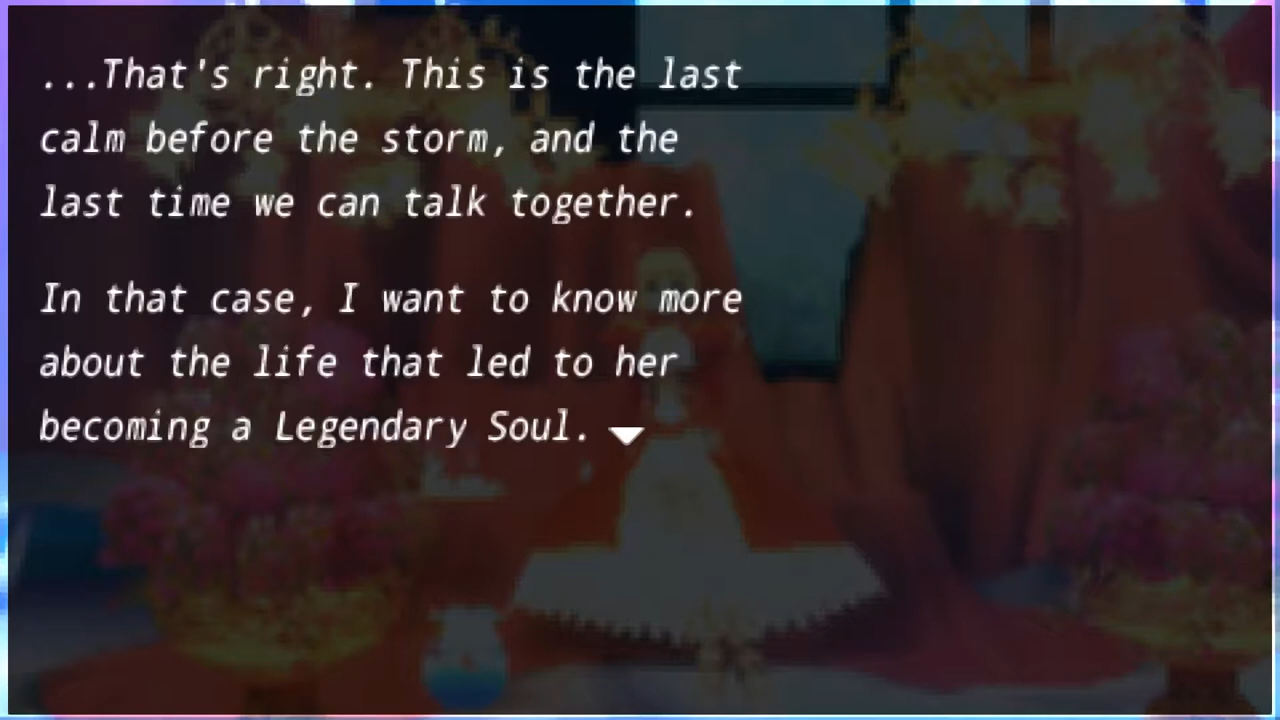 ...That's right. This is the last
calm before the storm, and the
last time we can talk together.
In that case, I want to know more
about the life that led to her
becoming a Legendary Soul.